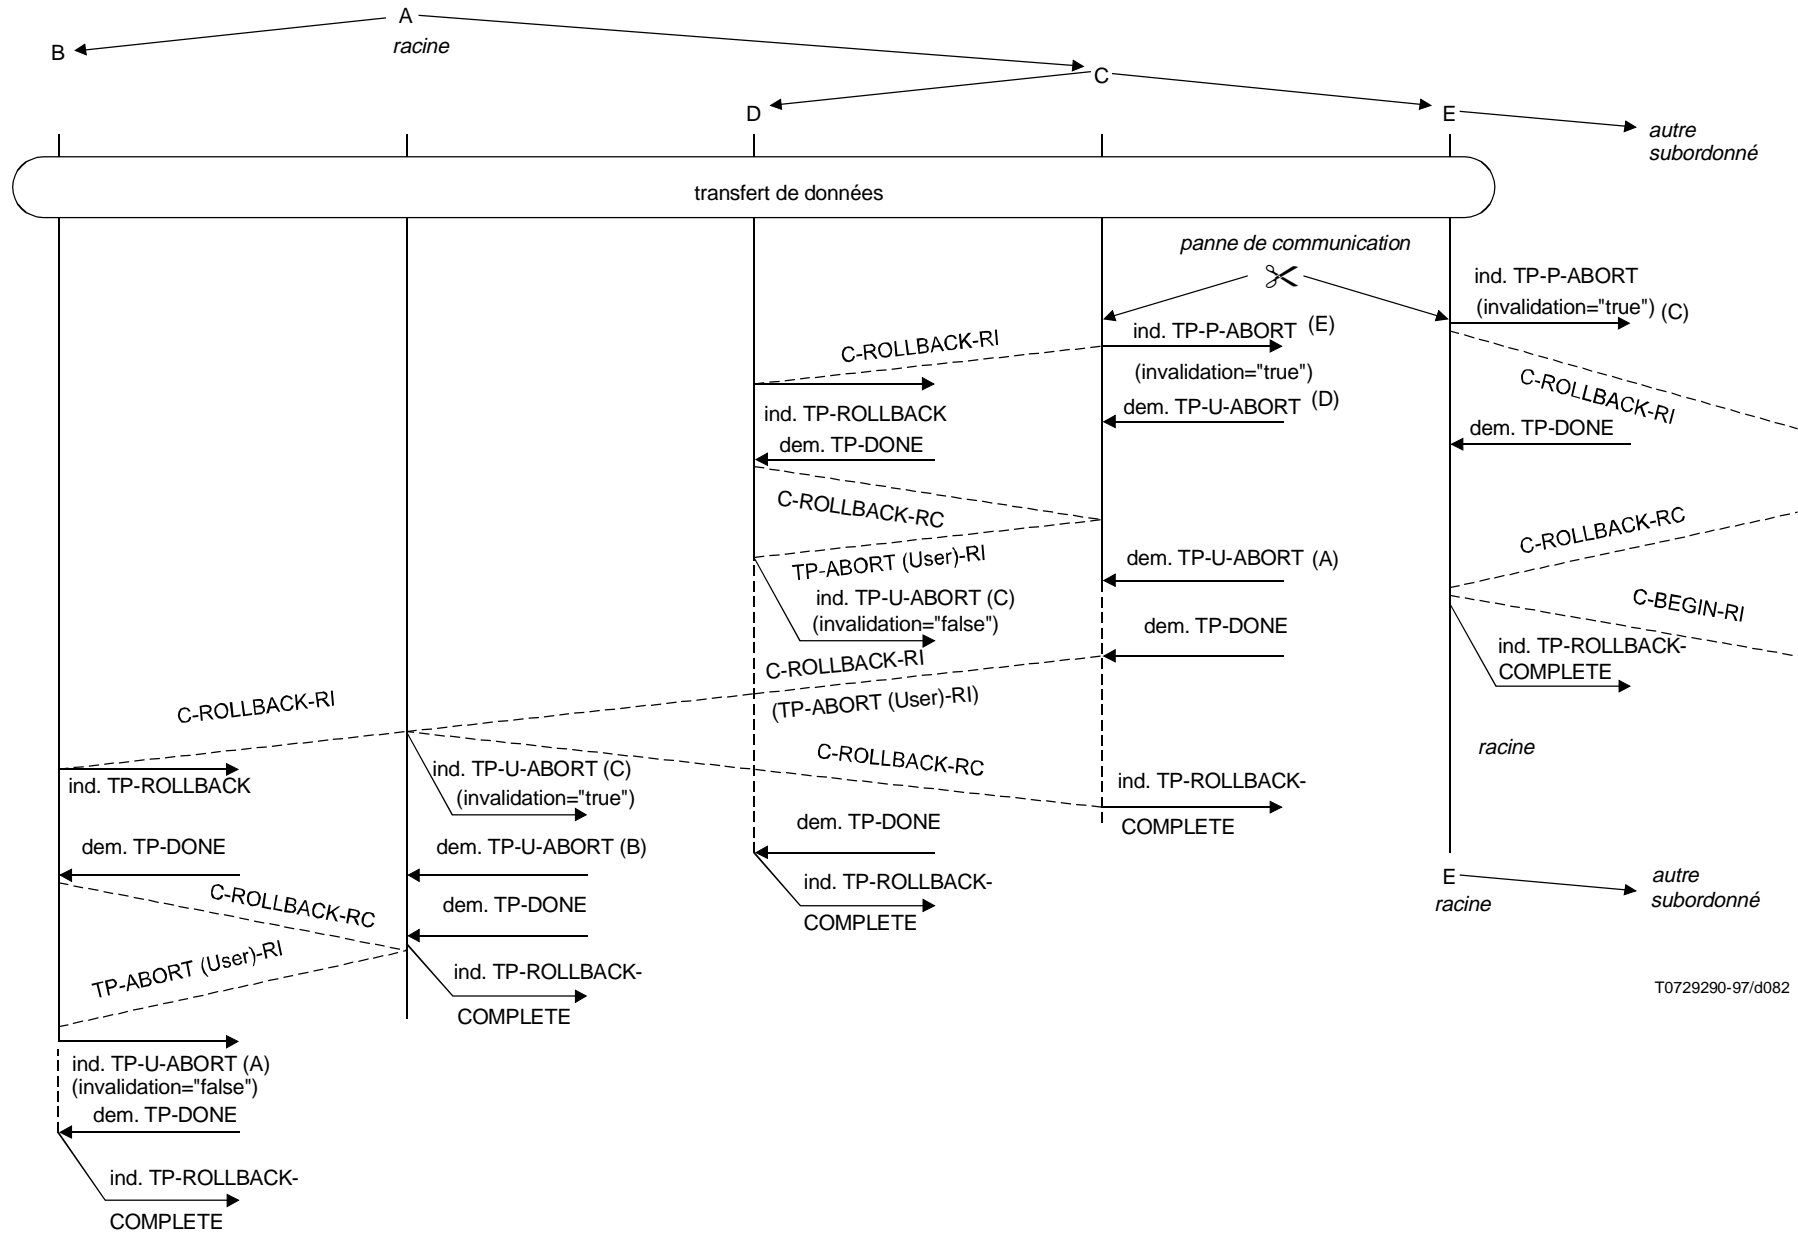 A
racine
B
C
D
E
autre
subordonné
transfert de données
panne de communication
ind. TP-P-ABORT
(invalidation="true") (C)
C-ROLLBACK-RI
ind. TP-P-ABORT (E)
(invalidation="true")
C-ROLLBACK-RI
dem. TP-U-ABORT (D)
ind. TP-ROLLBACK
dem. TP-DONE
dem. TP-DONE
C-ROLLBACK-RC
C-ROLLBACK-RC
TP-ABORT (User)-RI
dem. TP-U-ABORT (A)
ind. TP-U-ABORT (C)
(invalidation="false")
C-BEGIN-RI
dem. TP-DONE
ind. TP-ROLLBACK-
COMPLETE
C-ROLLBACK-RI
(TP-ABORT (User)-RI)
C-ROLLBACK-RI
racine
C-ROLLBACK-RC
ind. TP-ROLLBACK
ind. TP-U-ABORT (C)
(invalidation="true")
ind. TP-ROLLBACK-
COMPLETE
dem. TP-DONE
dem. TP-DONE
dem. TP-U-ABORT (B)
ind. TP-ROLLBACK-
COMPLETE
E
racine
autre
subordonné
C-ROLLBACK-RC
dem. TP-DONE
TP-ABORT (User)-RI
ind. TP-ROLLBACK-
COMPLETE
T0729290-97/d082
ind. TP-U-ABORT (A)
(invalidation="false")
dem. TP-DONE
ind. TP-ROLLBACK-
COMPLETE